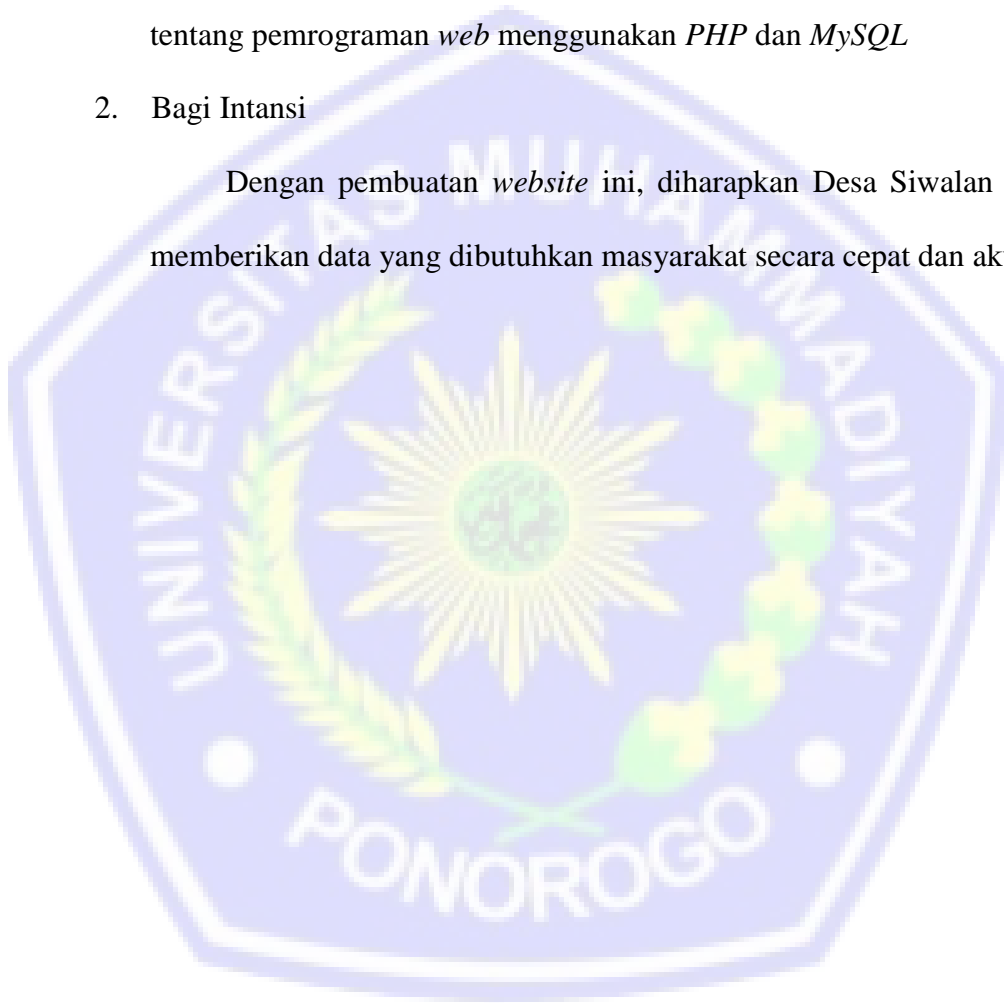 tentang pemrograman web menggunakan PHP dan MySQL
2. Bagi Intansi
Dengan pembuatan website ini, diharapkan Desa Siwalan
memberikan data yang dibutuhkan masyarakat secara cepat dan ak
UNIVERSITAS MUHAMMADIYAH
PONOROGO